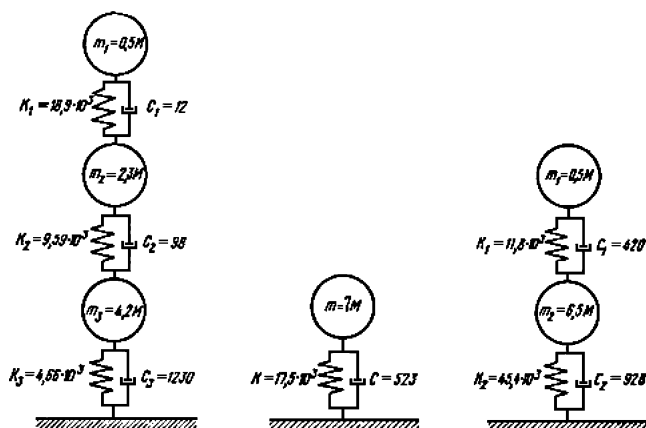 m₁=0,5M
K₁=18,9·10³ C₁=12
m₂=2,3M
K₂=9,59·10³ C₂=98
m₃=4,2M
K₃=4,66·10³ C₃=1230
m=7M
K=17,5·10³ C=523
m₁=0,5M
K₁=11,8·10³ C₁=420
m₂=6,5M
K₂=45,4·10³ C₂=928